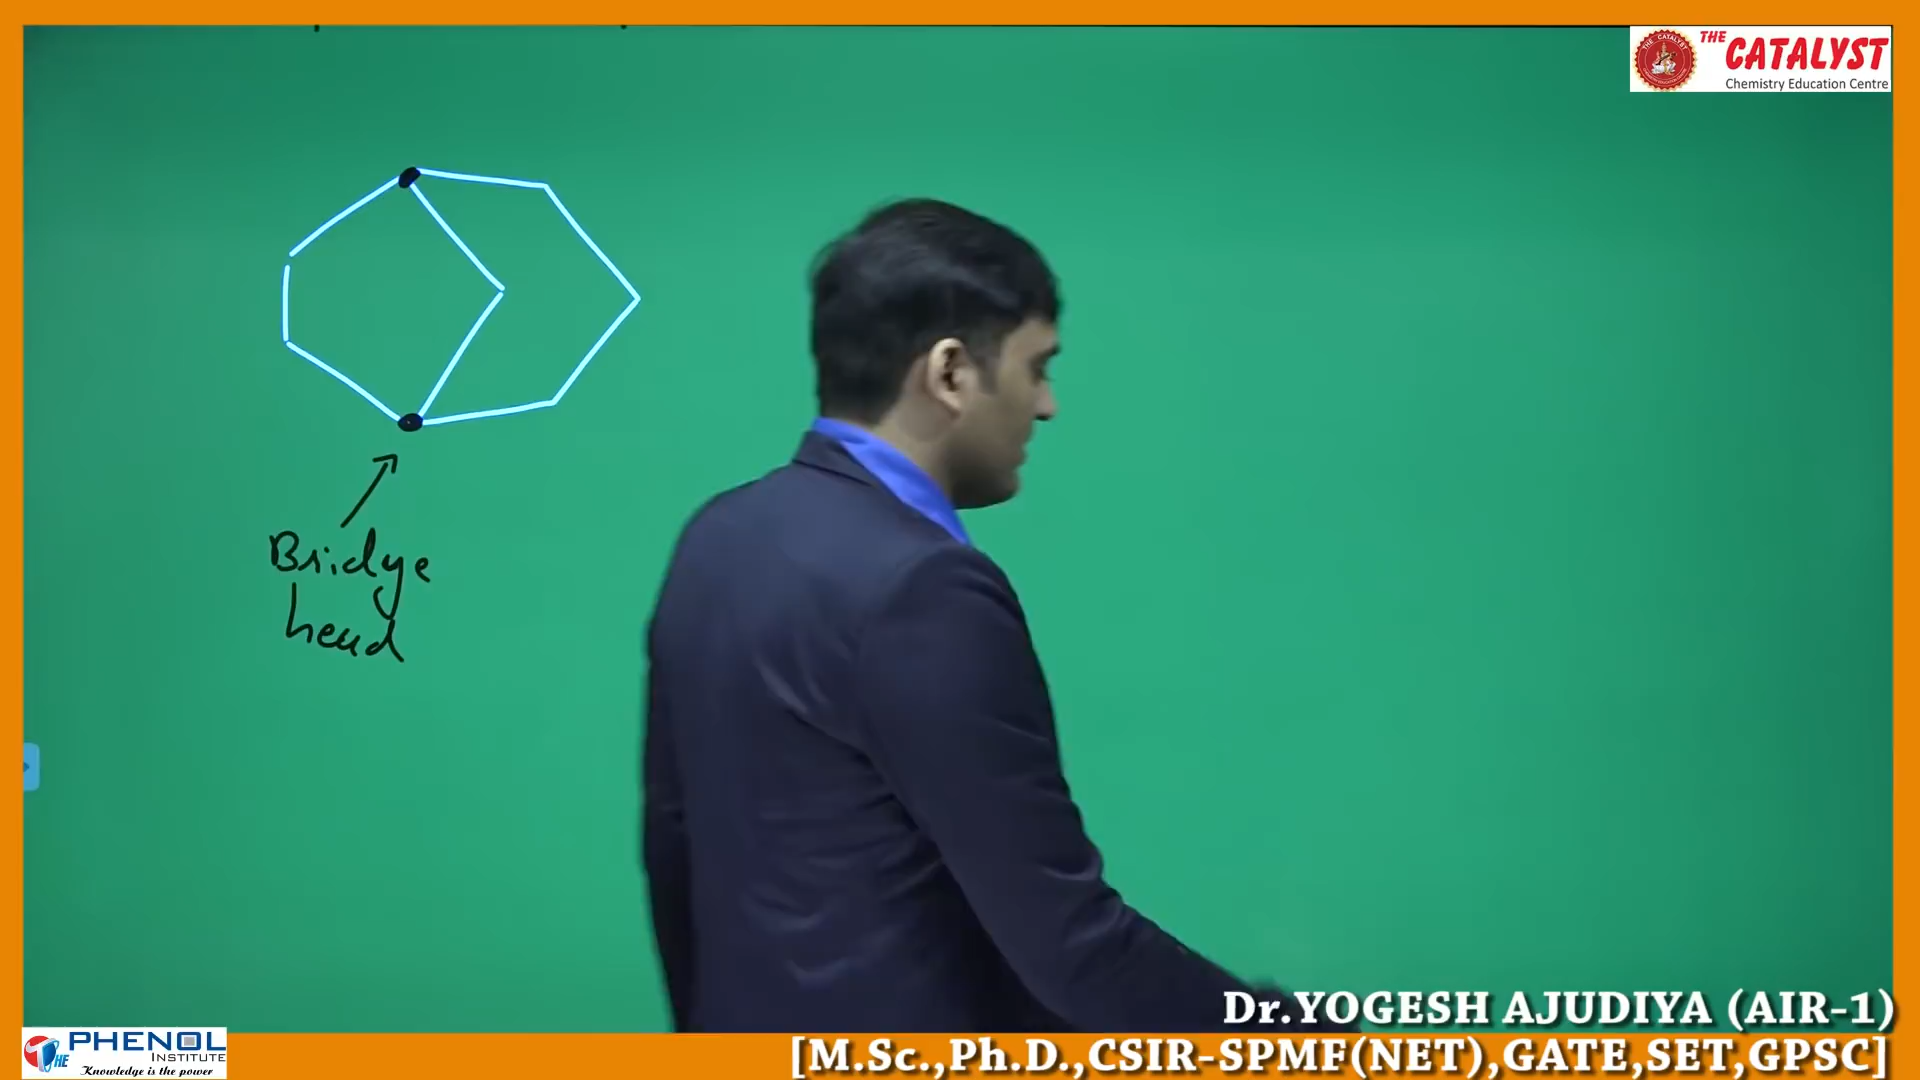 THE
CATALYST
Chemistry Education Centre
Bridge
head
Dr.YOGESH AJUDIYA (AIR-1)
[M.Sc.,Ph.D.,CSIR-SPMF(NET),GATE,SET,GPSC]
THE PHENOL
INSTITUTE
Knowledge is the power